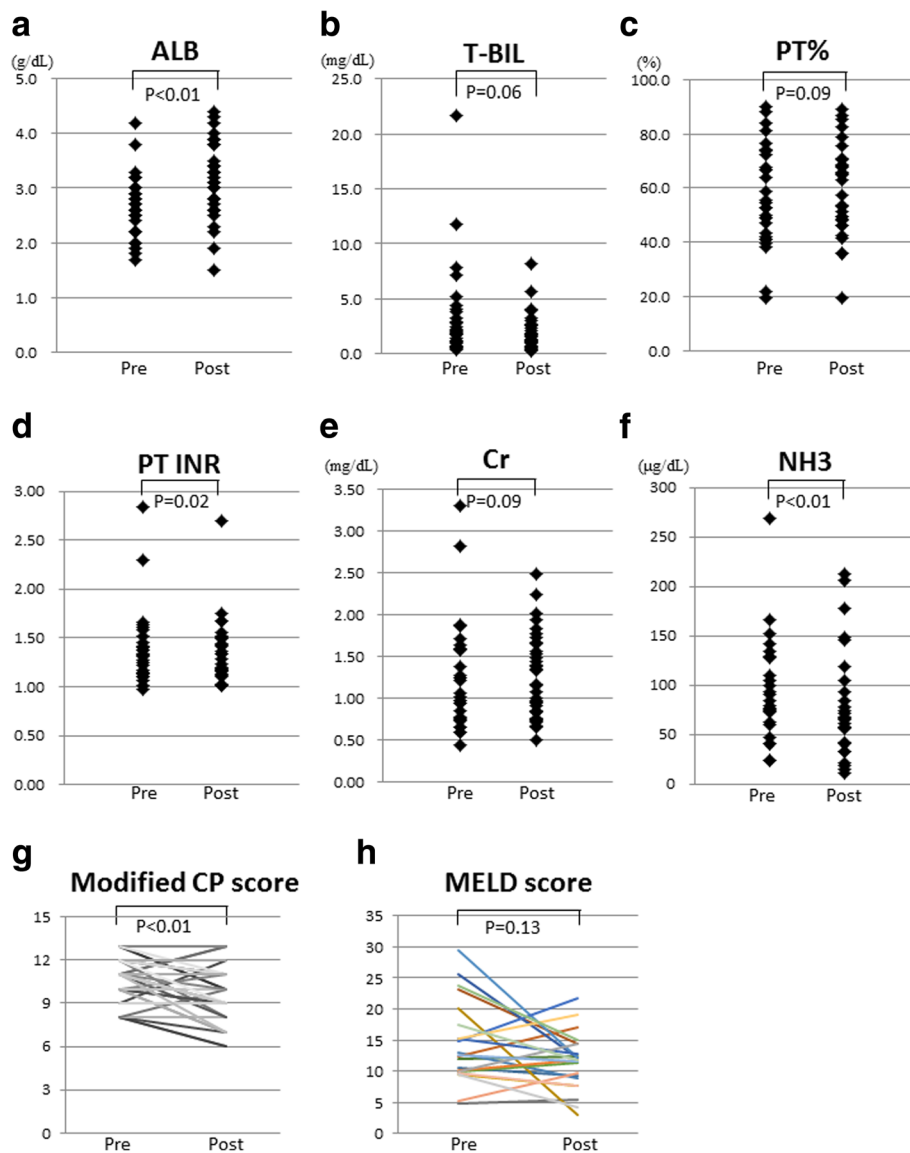 a
ALB
(g/dL)
P<0.01
5.0
4.0
3.0
2.0
1.0
0.0
Pre Post
b
T-BIL
(mg/dL)
P=0.06
25.0
20.0
15.0
10.0
5.0
0.0
Pre Post
c
PT%
(%)
P=0.09
100.0
80.0
60.0
40.0
20.0
0.0
Pre Post
d
PT INR
P=0.02
3.00
2.50
2.00
1.50
1.00
0.50
0.00
Pre Post
e
Cr
(mg/dL)
P=0.09
3.50
3.00
2.50
2.00
1.50
1.00
0.50
0.00
Pre Post
f
NH3
(μg/dL)
P<0.01
300
250
200
150
100
50
0
Pre Post
g
Modified CP score
P<0.01
15
12
9
6
3
0
Pre Post
h
MELD score
P=0.13
35
30
25
20
15
10
5
0
Pre Post